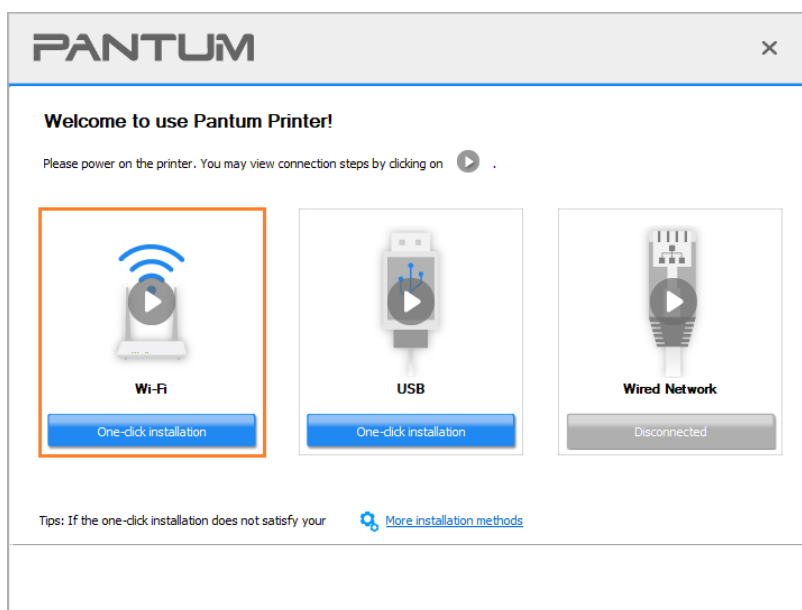 PANTUM
Welcome to use Pantum Printer!
Please power on the printer. You may view connection steps by clicking on .
Wi-Fi
USB
Wired Network
One-click installation
One-click installation
Disconnected
Tips: If the one-click installation does not satisfy your
More installation methods